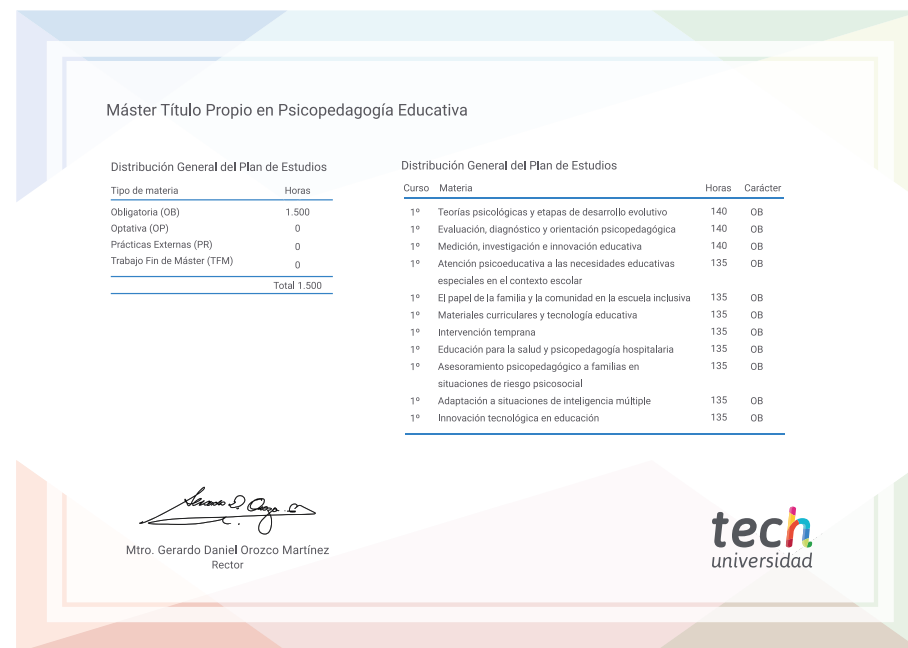 Máster Título Propio en Psicopedagogía Educativa
Distribución General del Plan de Estudios
Tipo de materia Horas
Obligatoria (OB) 1.500
Optativa (OP) 0
Prácticas Externas (PR) 0
Trabajo Fin de Máster (TFM) 0
Total 1.500
Distribución General del Plan de Estudios
Curso Materia Horas Carácter
1º Teorías psicológicas y etapas de desarrollo evolutivo 140 OB
1º Evaluación, diagnóstico y orientación psicopedagógica 140 OB
1º Medición, investigación e innovación educativa 140 OB
1º Atención psicoeducativa a las necesidades educativas 135 OB
especiales en el contexto escolar
1º El papel de la familia y la comunidad en la escuela inclusiva 135 OB
1º Materiales curriculares y tecnología educativa 135 OB
1º Intervención temprana 135 OB
1º Educación para la salud y psicopedagogía hospitalaria 135 OB
1º Asesoramiento psicopedagógico a familias en 135 OB
situaciones de riesgo psicosocial
1º Adaptación a situaciones de inteligencia múltiple 135 OB
1º Innovación tecnológica en educación 135 OB
Mtro. Gerardo Daniel Orozco Martínez
Rector
tech
universidad